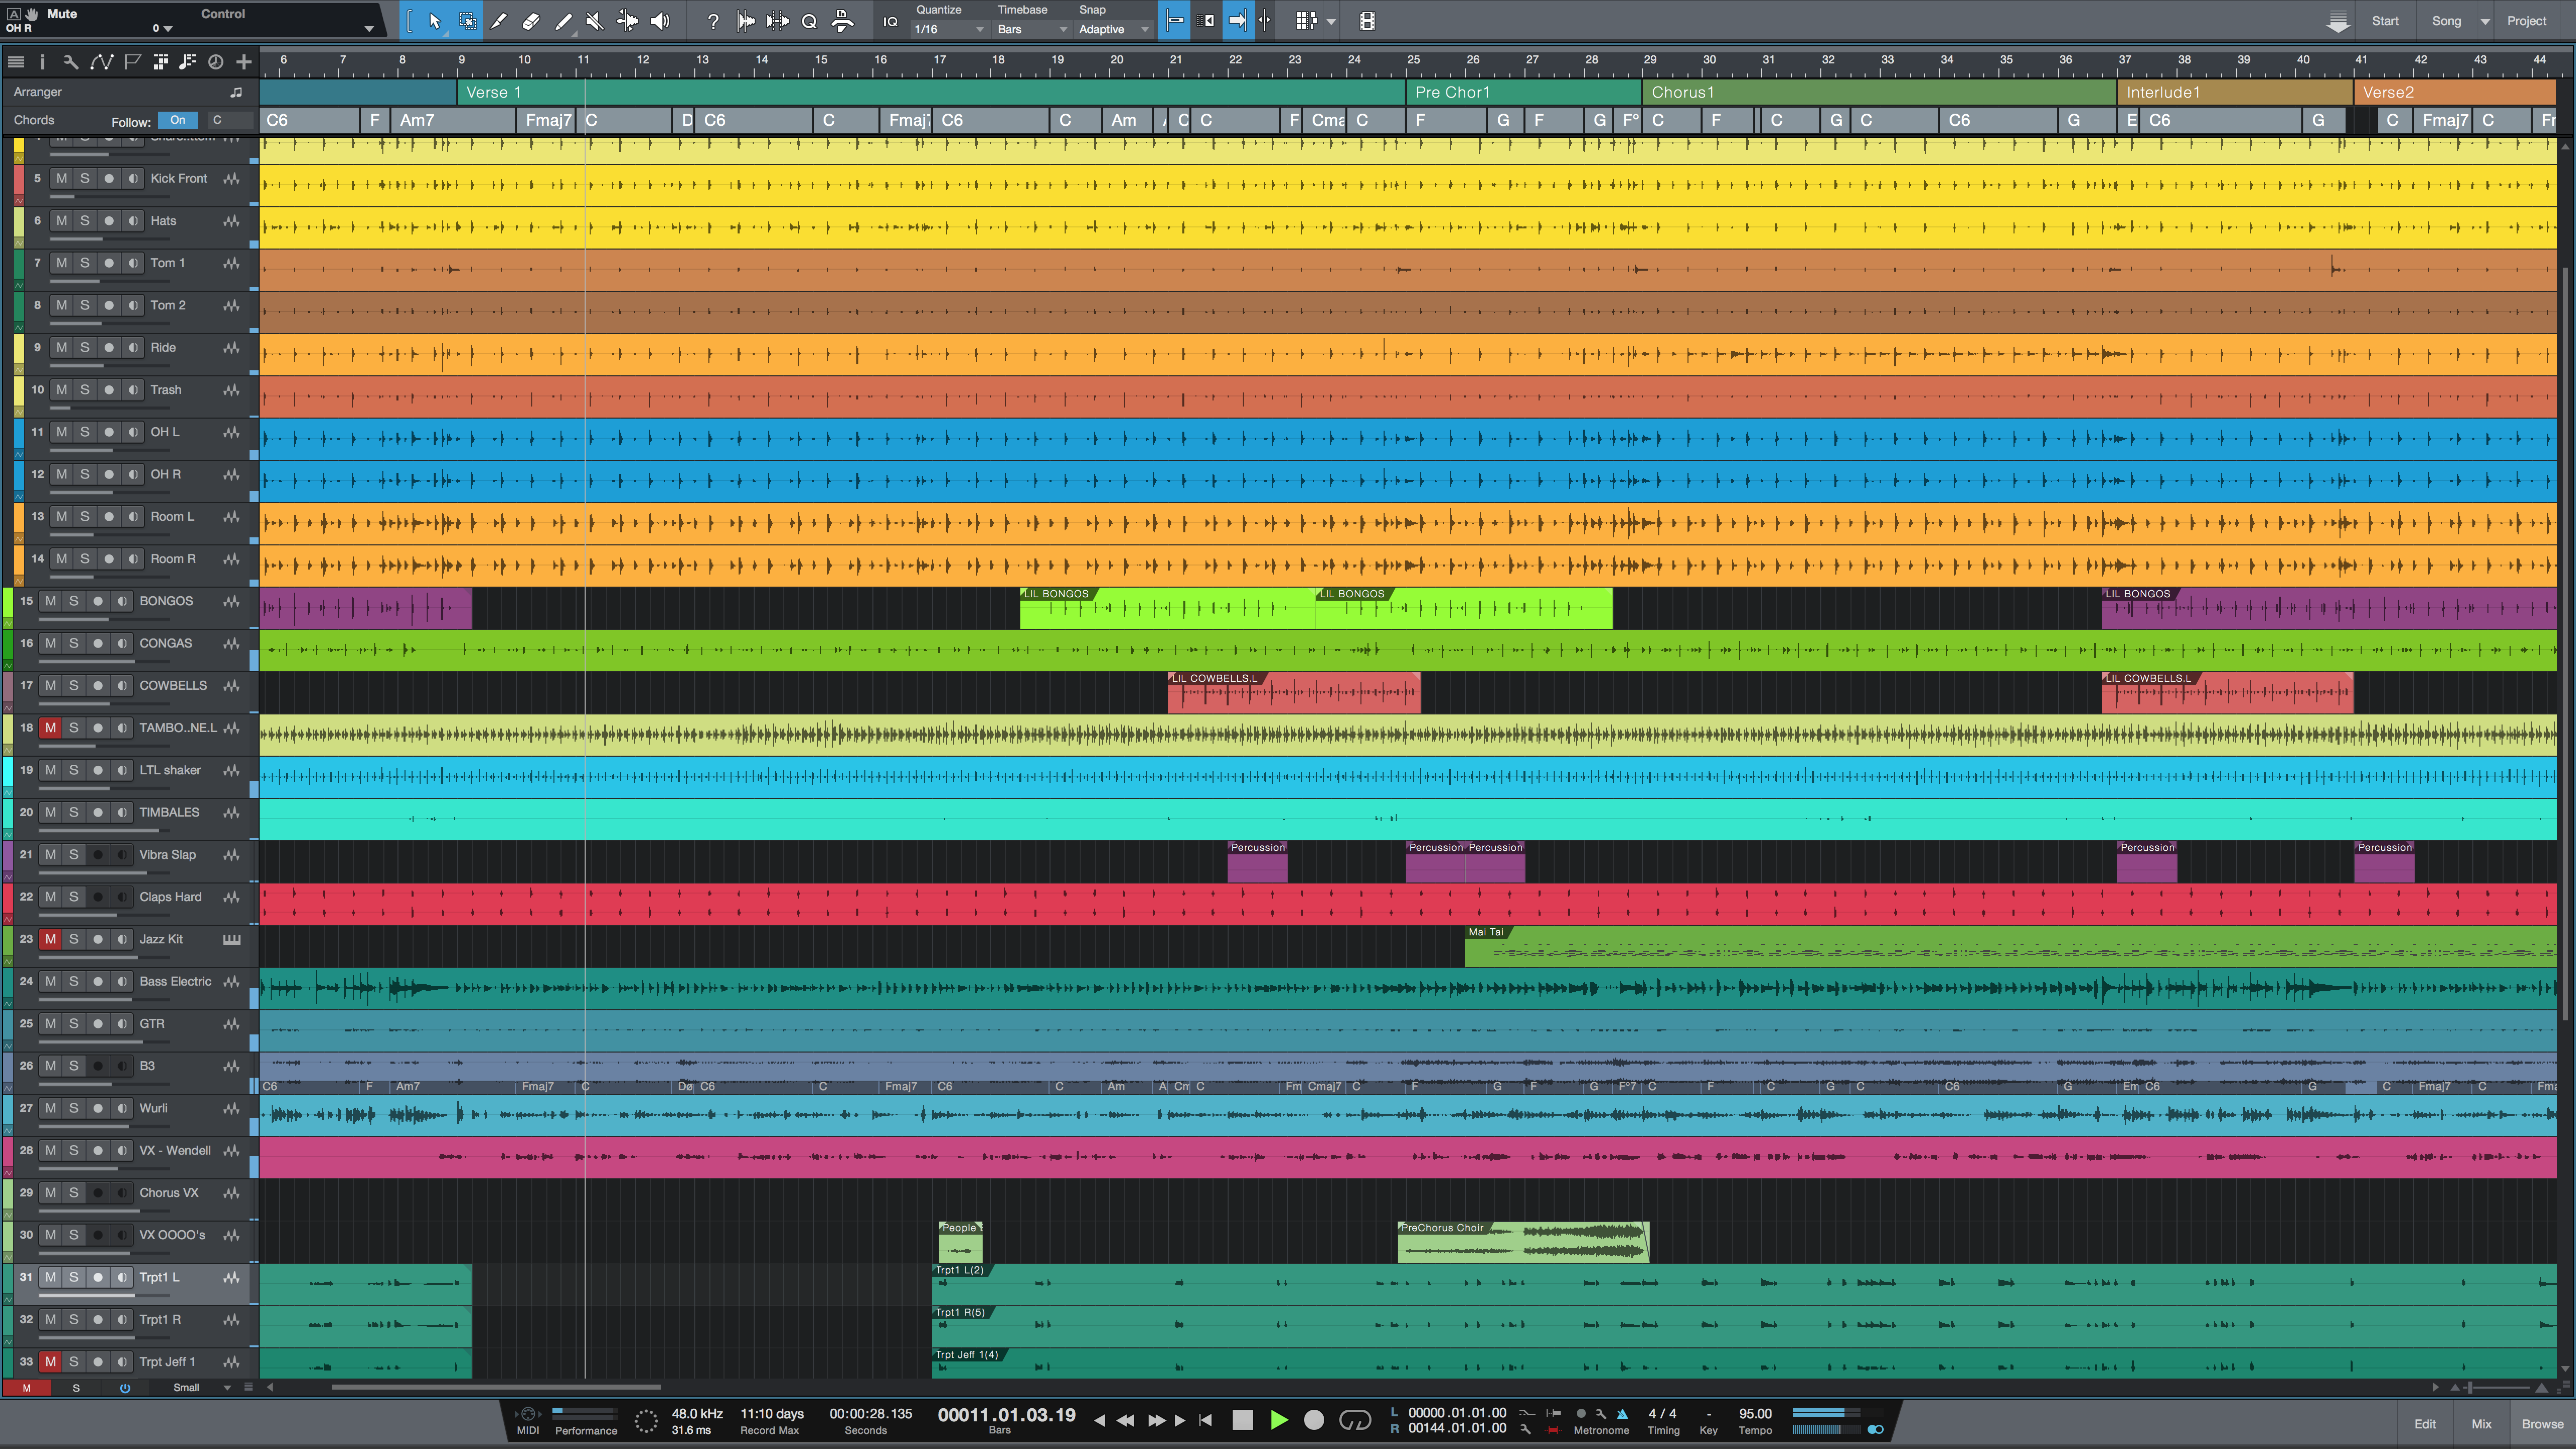 A Mute Control
OH R 0
IQ Quantize Timebase Snap
1/16 Bars Adaptive
Start Song Project
6 7 8 9 10 11 12 13 14 15 16 17 18 19 20 21 22 23 24 25 26 27 28 29 30 31 32 33 34 35 36 37 38 39 40 41 42 43 44
Arranger Verse 1 Pre Chor1 Chorus1 Interlude1 Verse2
Chords Follow: On C C6 F Am7 Fmaj7 C D C6 C Fmaj7 C6 C Am C C F Cma C F G F G F° C F C G C C6 G E C6 G C Fmaj7 C
5 M S Kick Front
6 M S Hats
7 M S Tom 1
8 M S Tom 2
9 M S Ride
10 M S Trash
11 M S OH L
12 M S OH R
13 M S Room L
14 M S Room R
15 M S BONGOS LIL BONGOS LIL BONGOS LIL BONGOS
16 M S CONGAS
17 M S COWBELLS LIL COWBELLS.L LIL COWBELLS.L
18 M S TAMBO..NE.L
19 M S LTL shaker
20 M S TIMBALES
21 M S Vibra Slap Percussion Percussion Percussion Percussion Percussion
22 M S Claps Hard
23 M S Jazz Kit Mai Tai
24 M S Bass Electric
25 M S GTR
26 M S B3
C6 F Am7 Fmaj7 C Dø C6 C Fmaj7 C6 C Am A Cm C Fm Cmaj7 C F G F G F°7 C F C G C C6 G Em C6 G C Fmaj7 C Fma
27 M S Wurli
28 M S VX - Wendell
29 M S Chorus VX
30 M S VX OOOO's People PreChorus Choir
31 M S Trpt1 L Trpt1 L(2)
32 M S Trpt1 R Trpt1 R(5)
33 M S Trpt Jeff 1 Trpt Jeff 1(4)
M S Small
48.0 kHz 11:10 days 00:00:28.135 00011.01.03.19 L 00000.01.01.00 4 / 4 - 95.00
MIDI Performance 31.6 ms Record Max Seconds Bars R 00144.01.01.00 Metronome Timing Key Tempo
Edit Mix Browse